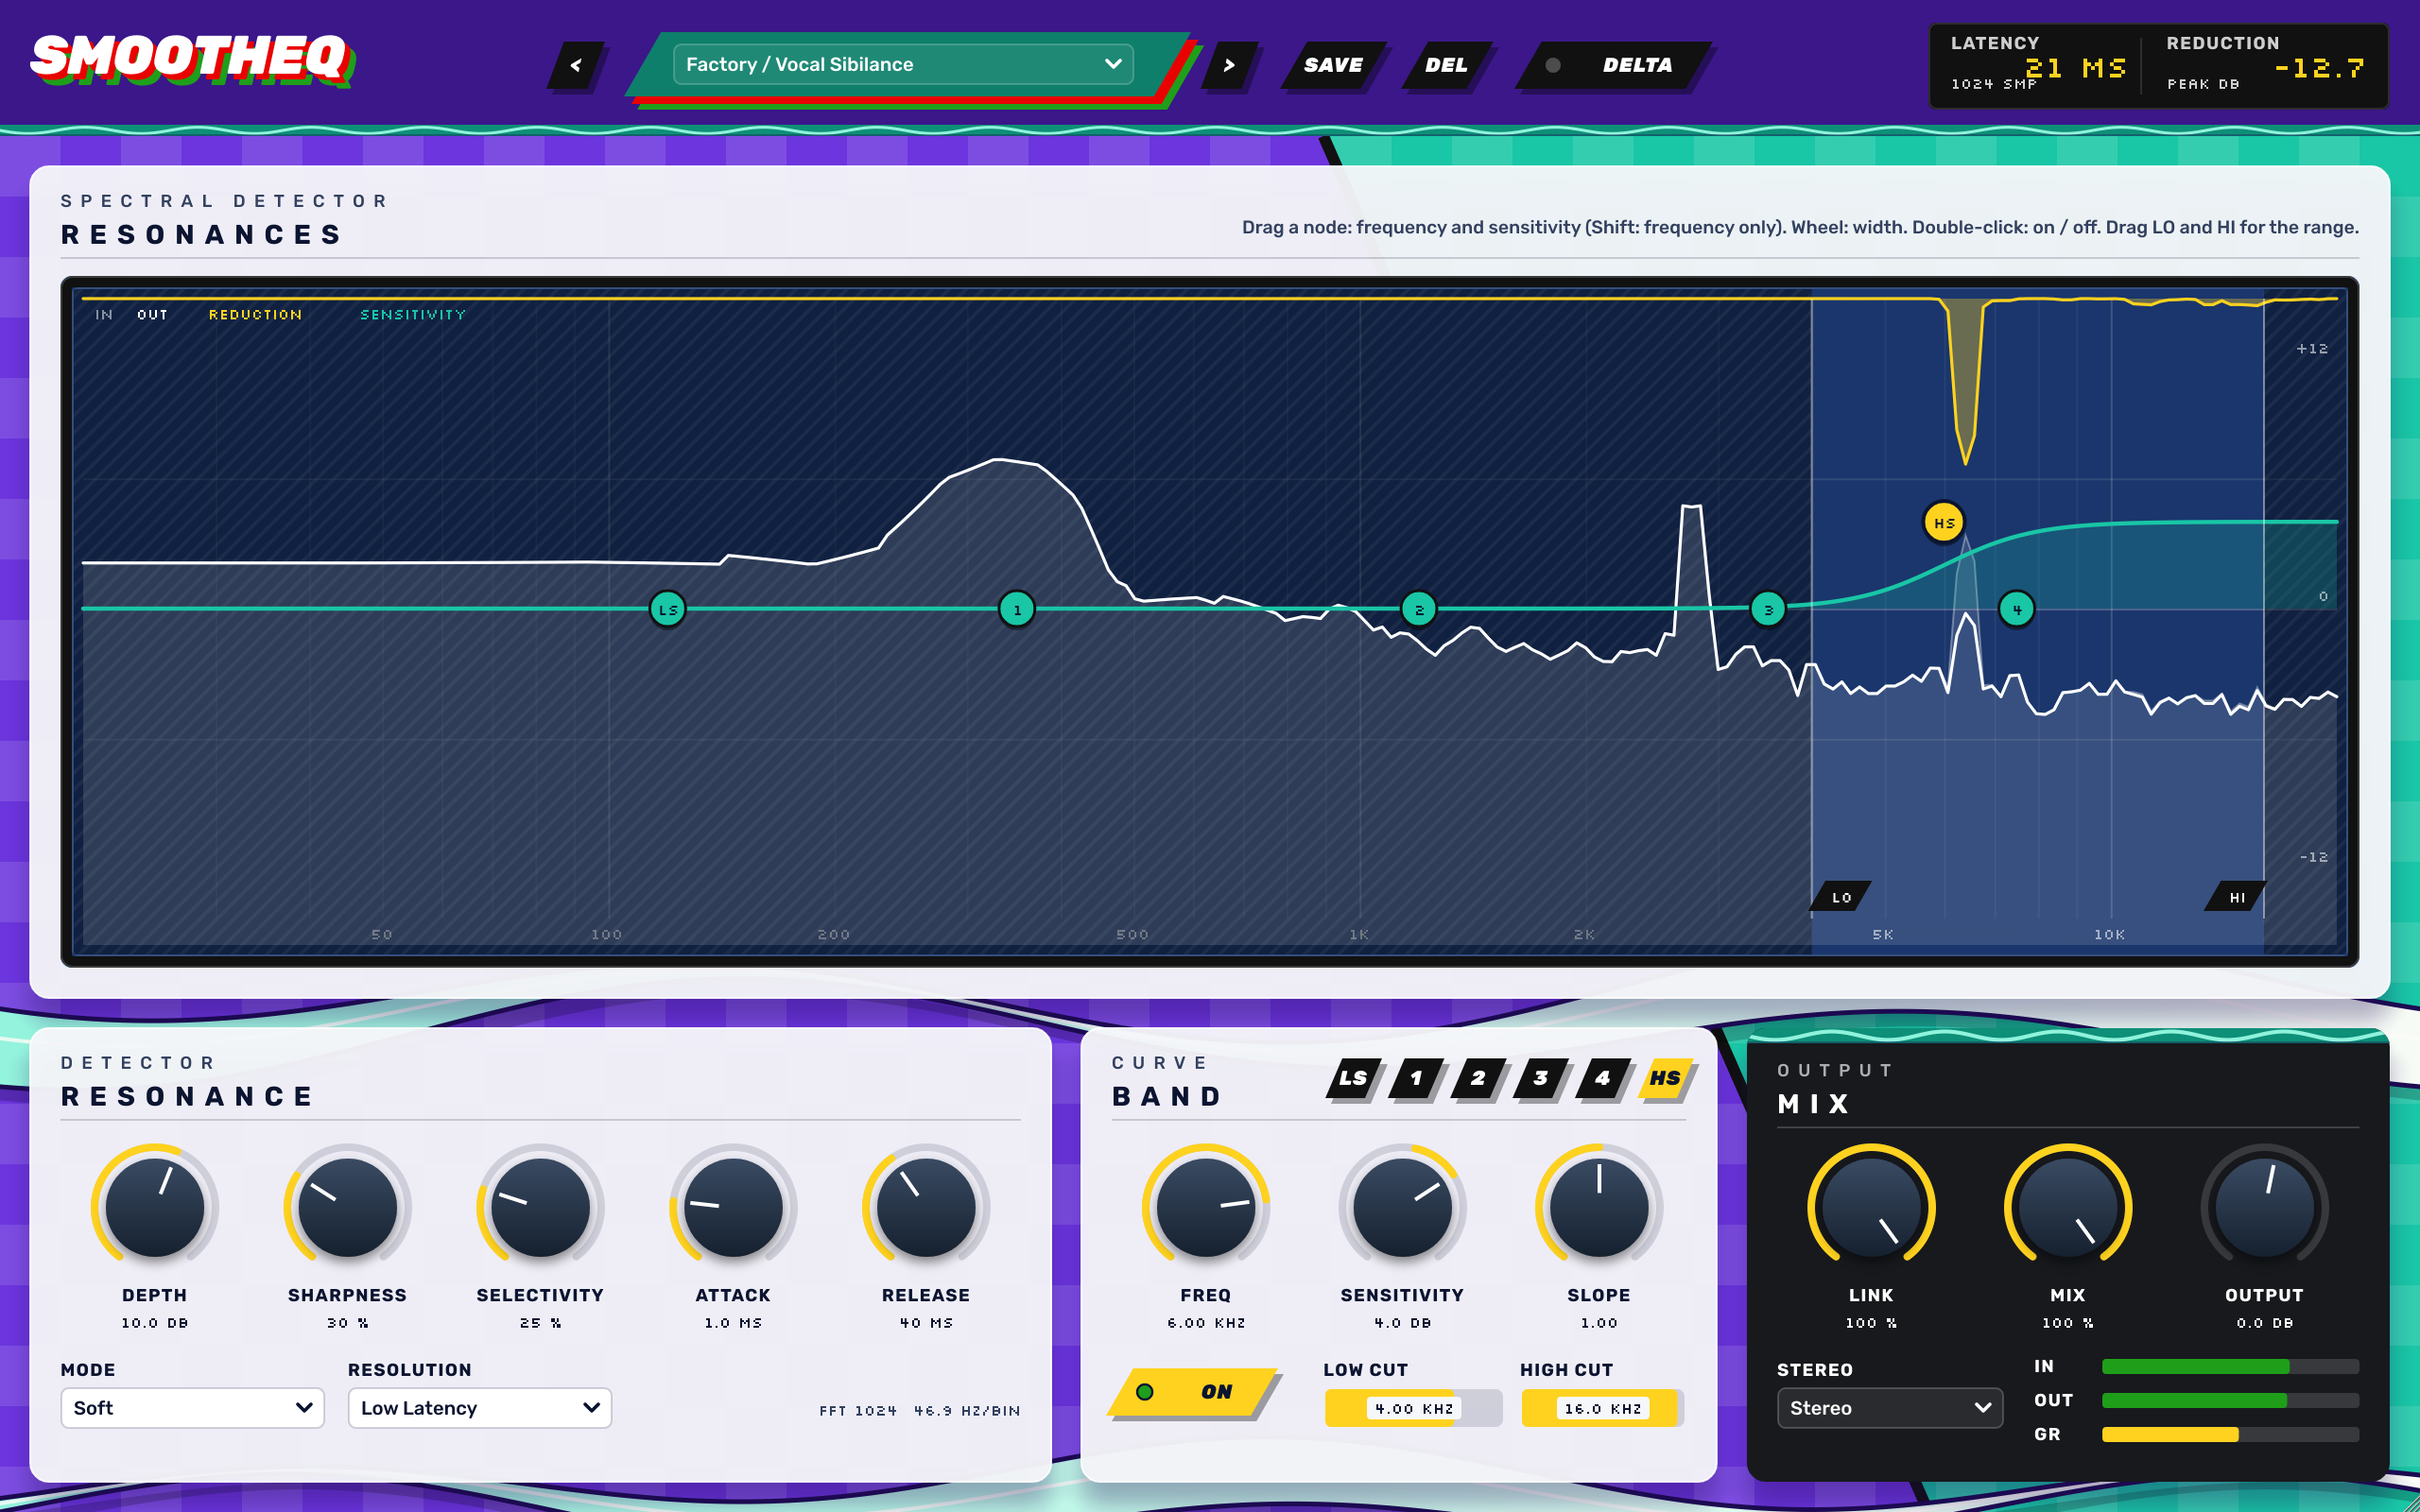 SMOOTHEQ
<
Factory / Vocal Sibilance
>
SAVE
DEL
DELTA
LATENCY
21 MS
1024 SMP
REDUCTION
-12.7
PEAK DB
SPECTRAL DETECTOR
RESONANCES
Drag a node: frequency and sensitivity (Shift: frequency only). Wheel: width. Double-click: on / off. Drag LO and HI for the range.
IN OUT REDUCTION SENSITIVITY
+12
HS
LS 1 2 3 4
0
-12
LO HI
50 100 200 500 1K 2K 5K 10K
DETECTOR
RESONANCE
DEPTH SHARPNESS SELECTIVITY ATTACK RELEASE
10.0 DB 30 % 25 % 1.0 MS 40 MS
MODE RESOLUTION
Soft Low Latency
FFT 1024 46.9 HZ/BIN
CURVE
BAND
LS 1 2 3 4 HS
FREQ SENSITIVITY SLOPE
6.00 KHZ 4.0 DB 1.00
LOW CUT HIGH CUT
ON 4.00 KHZ 16.0 KHZ
OUTPUT
MIX
LINK MIX OUTPUT
100 % 100 % 0.0 DB
STEREO
Stereo
IN
OUT
GR